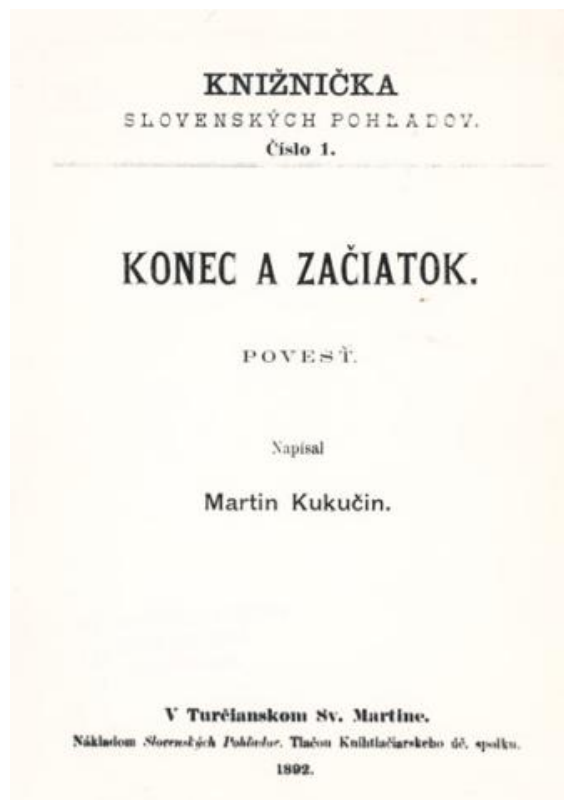 KNIŽNIČKA
SLOVENSKÝCH POHĽADOV.
Číslo 1.
KONEC A ZAČIATOK.
POVESŤ.
Napísal
Martin Kukučin.
V Turčianskom Sv. Martine.
Nákladom Slovenských Pohľadov. Tlačou Knihtlačiarskeho úč. spolku.
1892.